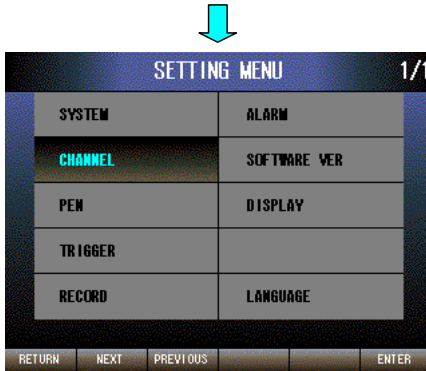 SETTING MENU 1/1
SYSTEM ALARM
CHANNEL SOFTWARE VER
PEN DISPLAY
TRIGGER
RECORD LANGUAGE
RETURN NEXT PREVIOUS ENTER